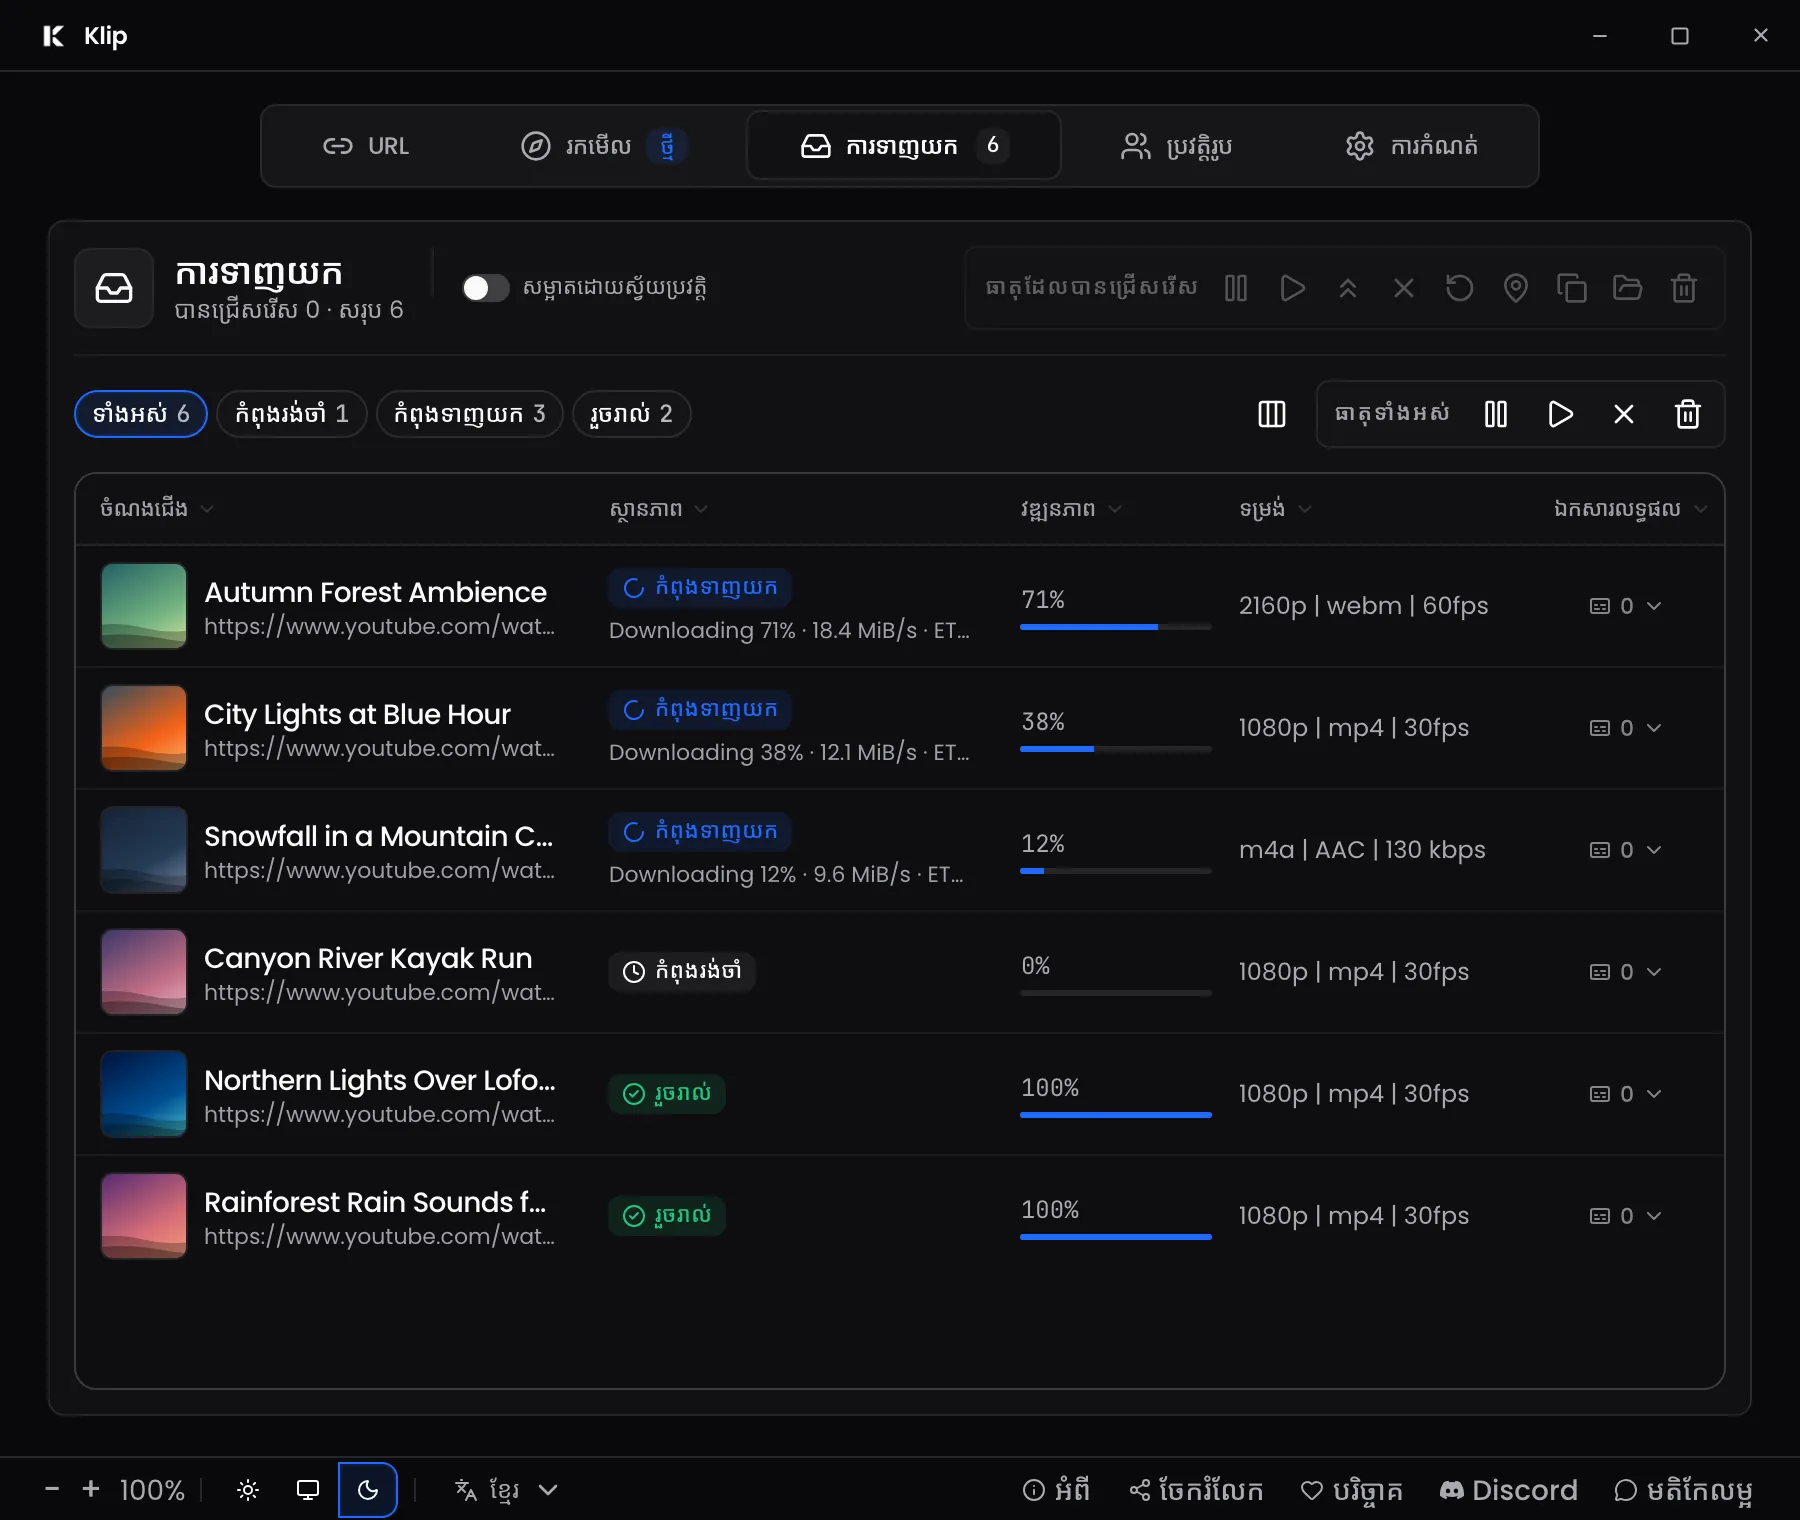 Klip
URL
រកមើល ថ្មី
ការទាញយក 6
ប្រវត្តិរូប
ការកំណត់
ការទាញយក
បានជ្រើសរើស 0 · សរុប 6
សម្អាតដោយស្វ័យប្រវត្តិ
ធាតុដែលបានជ្រើសរើស
ទាំងអស់ 6
កំពុងរង់ចាំ 1
កំពុងទាញយក 3
រួចរាល់ 2
ធាតុទាំងអស់
ចំណងជើង
ស្ថានភាព
វឌ្ឍនភាព
ទម្រង់
ឯកសារលទ្ធផល
Autumn Forest Ambience
https://www.youtube.com/wat...
កំពុងទាញយក
Downloading 71% · 18.4 MiB/s · ET...
71%
2160p | webm | 60fps
0
City Lights at Blue Hour
https://www.youtube.com/wat...
កំពុងទាញយក
Downloading 38% · 12.1 MiB/s · ET...
38%
1080p | mp4 | 30fps
0
Snowfall in a Mountain C...
https://www.youtube.com/wat...
កំពុងទាញយក
Downloading 12% · 9.6 MiB/s · ET...
12%
m4a | AAC | 130 kbps
0
Canyon River Kayak Run
https://www.youtube.com/wat...
កំពុងរង់ចាំ
0%
1080p | mp4 | 30fps
0
Northern Lights Over Lofo...
https://www.youtube.com/wat...
រួចរាល់
100%
1080p | mp4 | 30fps
0
Rainforest Rain Sounds f...
https://www.youtube.com/wat...
រួចរាល់
100%
1080p | mp4 | 30fps
0
100%
ខ្មែរ
អំពី
ចែករំលែក
បរិច្ចាគ
Discord
មតិកែលម្អ